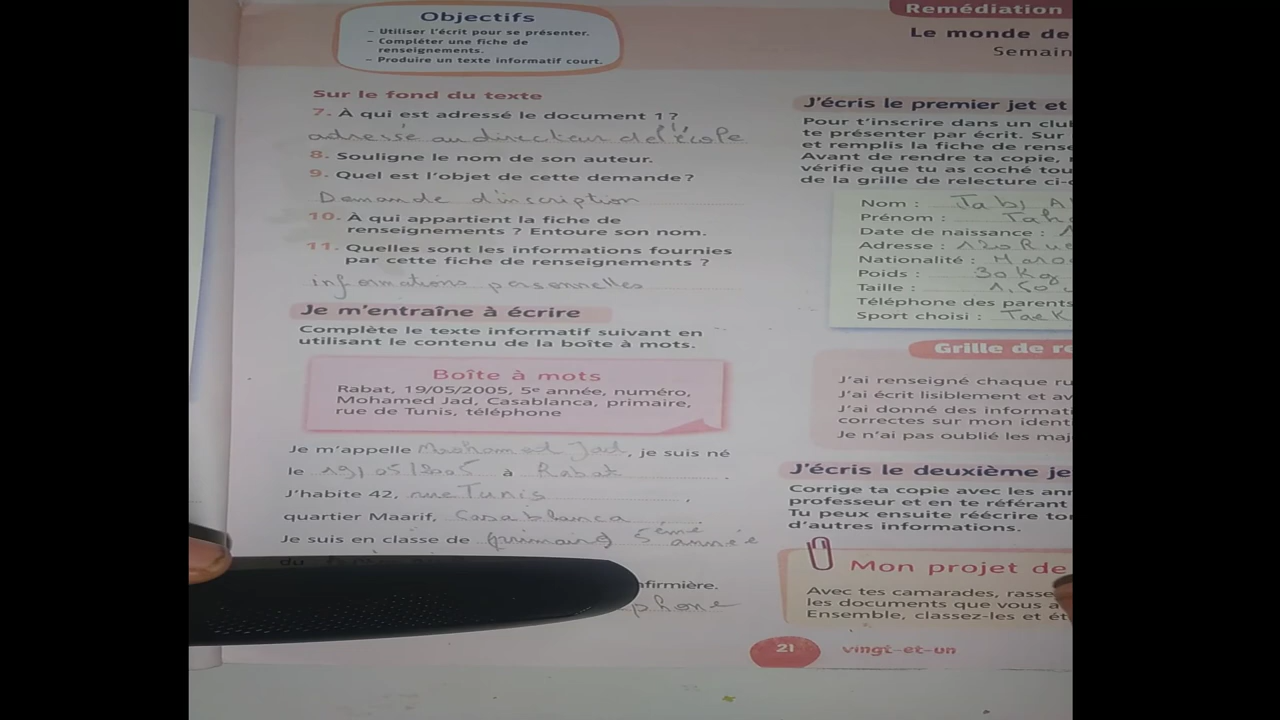 Objectifs
– Utiliser l'écrit pour se présenter.
– Compléter une fiche de
renseignements.
– Produire un texte informatif court.
Sur le fond du texte
7. À qui est adressé le document 1 ?
adressé au directeur de l'école
8. Souligne le nom de son auteur.
9. Quel est l'objet de cette demande ?
Demande d'inscription
10. À qui appartient la fiche de
renseignements ? Entoure son nom.
11. Quelles sont les informations fournies
par cette fiche de renseignements ?
informations personnelles
Je m'entraîne à écrire
Complète le texte informatif suivant en
utilisant le contenu de la boîte à mots.
Boîte à mots
Rabat, 19/05/2005, 5e année, numéro,
Mohamed Jad, Casablanca, primaire,
rue de Tunis, téléphone
Je m'appelle Mohamed Jad, je suis né
le 19/05/2005 à Rabat.
J'habite 42, rue Tunis,
quartier Maarif, Casablanca
Je suis en classe de 5ème année
du
nfirmière.
phone
Remédiation
Le monde de
Semain
J'écris le premier jet et
Pour t'inscrire dans un clu
te présenter par écrit. Sur
et remplis la fiche de rense
Avant de rendre ta copie,
vérifie que tu as coché tou
de la grille de relecture ci-
Nom : Jabj A
Prénom : Tah
Date de naissance : 1
Adresse : 120 Rue
Nationalité : Maro
Poids : 30 Kg
Taille : 1,50
Téléphone des parents
Sport choisi : TaeK
Grille de re
J'ai renseigné chaque ru
J'ai écrit lisiblement et av
J'ai donné des informati
correctes sur mon ident
Je n'ai pas oublié les maj
J'écris le deuxième je
Corrige ta copie avec les ann
professeur et en te référant
Tu peux ensuite réécrire to
d'autres informations.
Mon projet de
Avec tes camarades, rasse
les documents que vous a
Ensemble, classez-les et ét
21 vingt-et-un